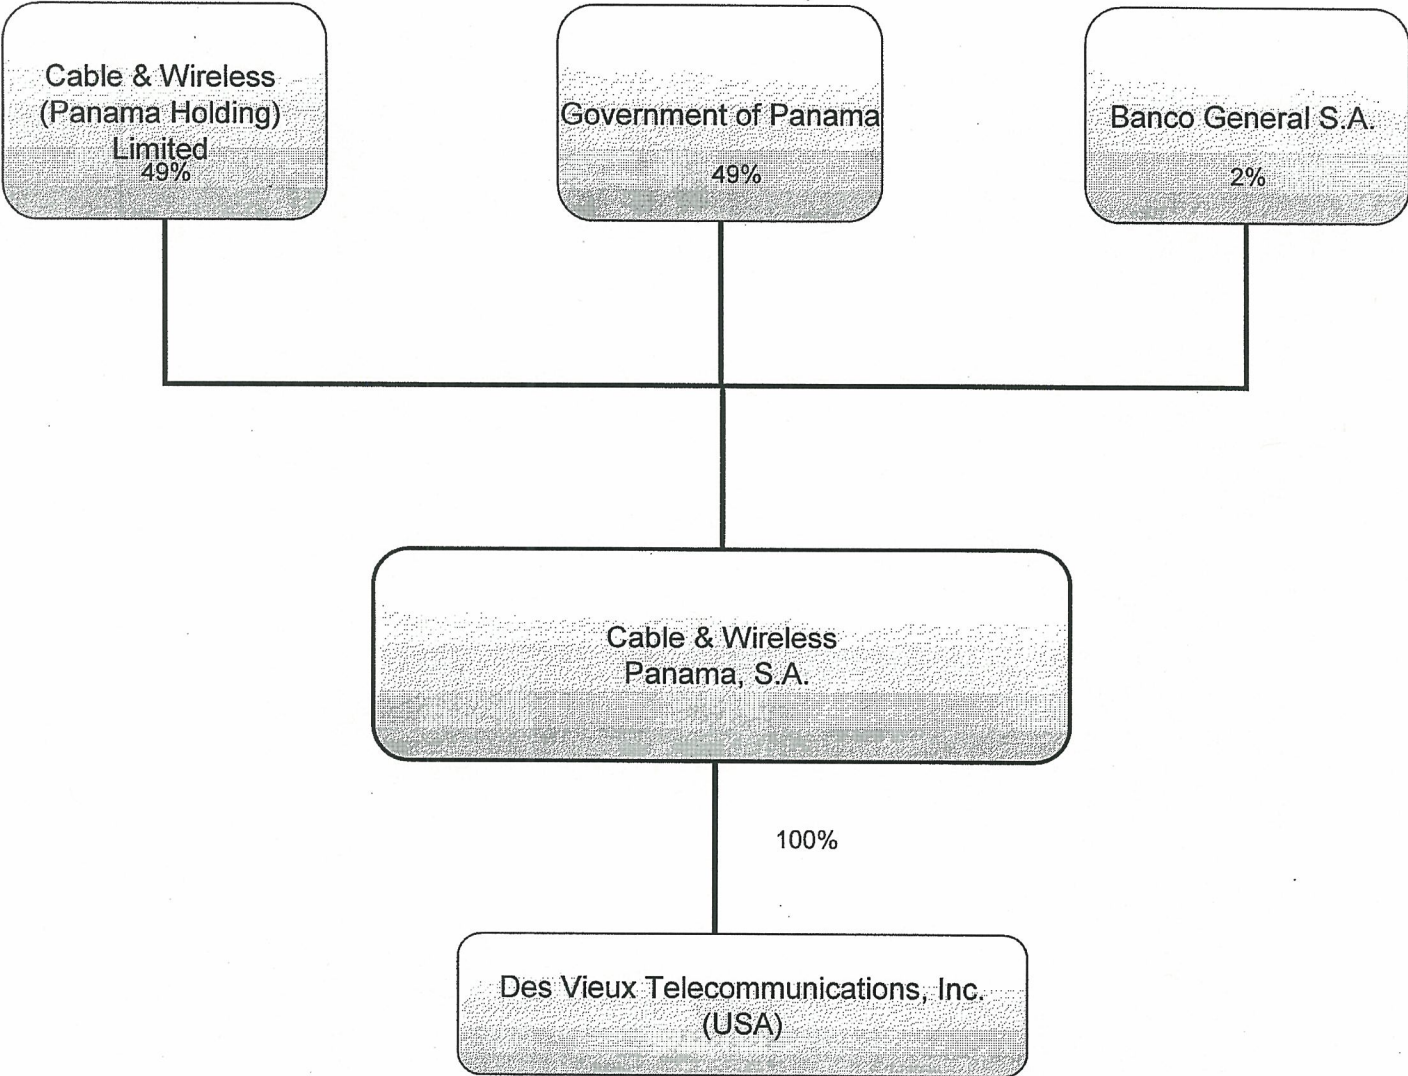 Cable & Wireless
(Panama Holding)
Limited
49%
Government of Panama
49%
Banco General S.A.
2%
Cable & Wireless
Panama, S.A.
100%
Des Vieux Telecommunications, Inc.
(USA)